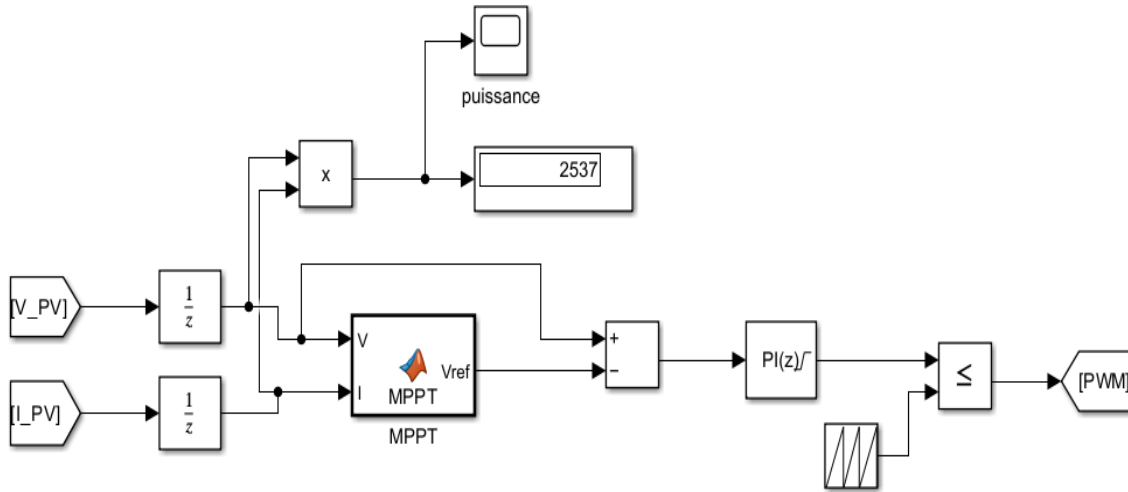 puissance
x
2537
[V_PV]
1
z
V
Vref
MPPT
I
MPPT
+
−
PI(z)
≤
[PWM]
[I_PV]
1
z